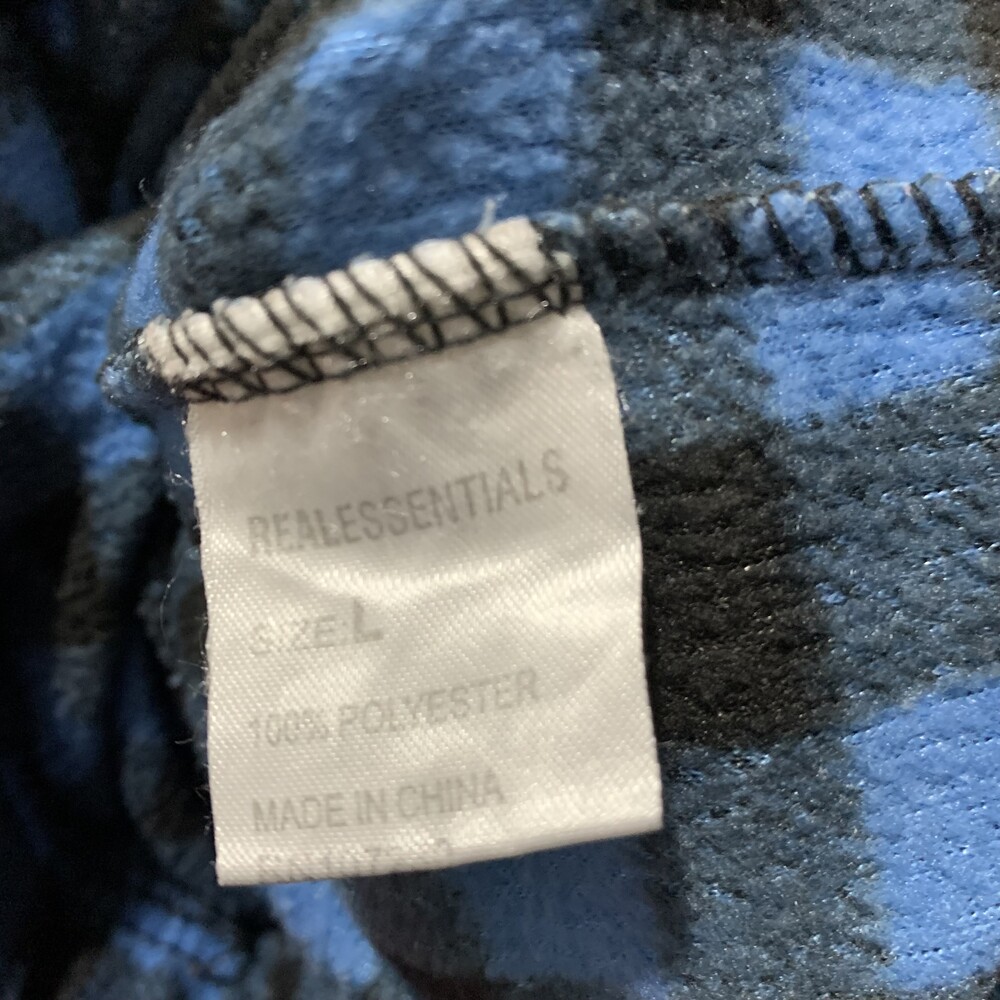 REALESSENTIALS
SIZE:L
100% POLYESTER
MADE IN CHINA